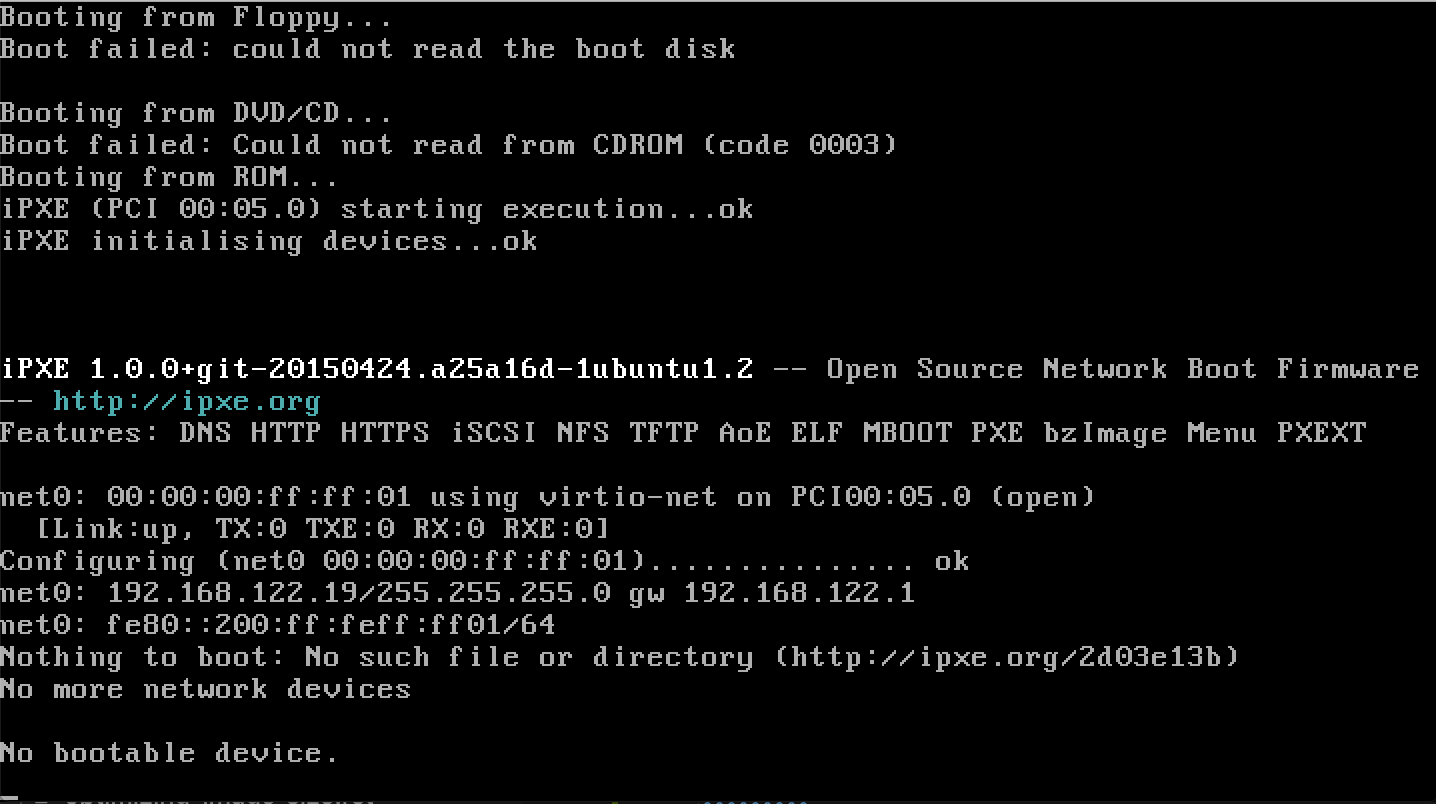 Booting from Floppy...
Boot failed: could not read the boot disk
Booting from DVD/CD...
Boot failed: Could not read from CDROM (code 0003)
Booting from ROM...
iPXE (PCI 00:05.0) starting execution...ok
iPXE initialising devices...ok
iPXE 1.0.0+git-20150424.a25a16d-1ubuntu1.2 -- Open Source Network Boot Firmware
-- http://ipxe.org
Features: DNS HTTP HTTPS iSCSI NFS TFTP AoE ELF MBOOT PXE bzImage Menu PXEXT
net0: 00:00:00:ff:ff:01 using virtio-net on PCI00:05.0 (open)
[Link:up, TX:0 TXE:0 RX:0 RXE:0]
Configuring (net0 00:00:00:ff:ff:01)............... ok
net0: 192.168.122.19/255.255.255.0 gw 192.168.122.1
net0: fe80::200:ff:feff:ff01/64
Nothing to boot: No such file or directory (http://ipxe.org/2d03e13b)
No more network devices
No bootable device.